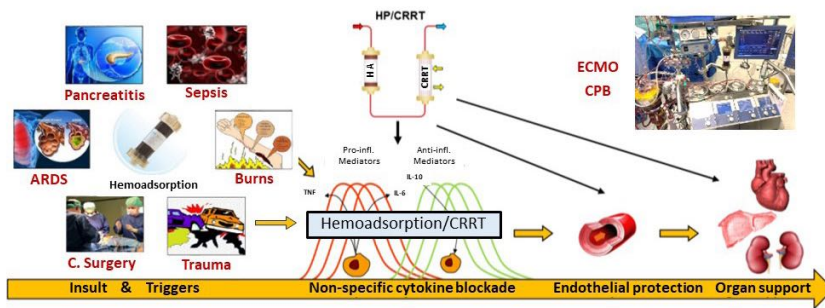 HP/CRRT
HA
CRRT
ECMO
CPB
Pancreatitis
Sepsis
ARDS
Hemoadsorption
Burns
C. Surgery
Trauma
Pro-infl.
Mediators
Anti-infl.
Mediators
TNF
IL-6
IL-10
Hemoadsorption/CRRT
Insult & Triggers
Non-specific cytokine blockade
Endothelial protection
Organ support